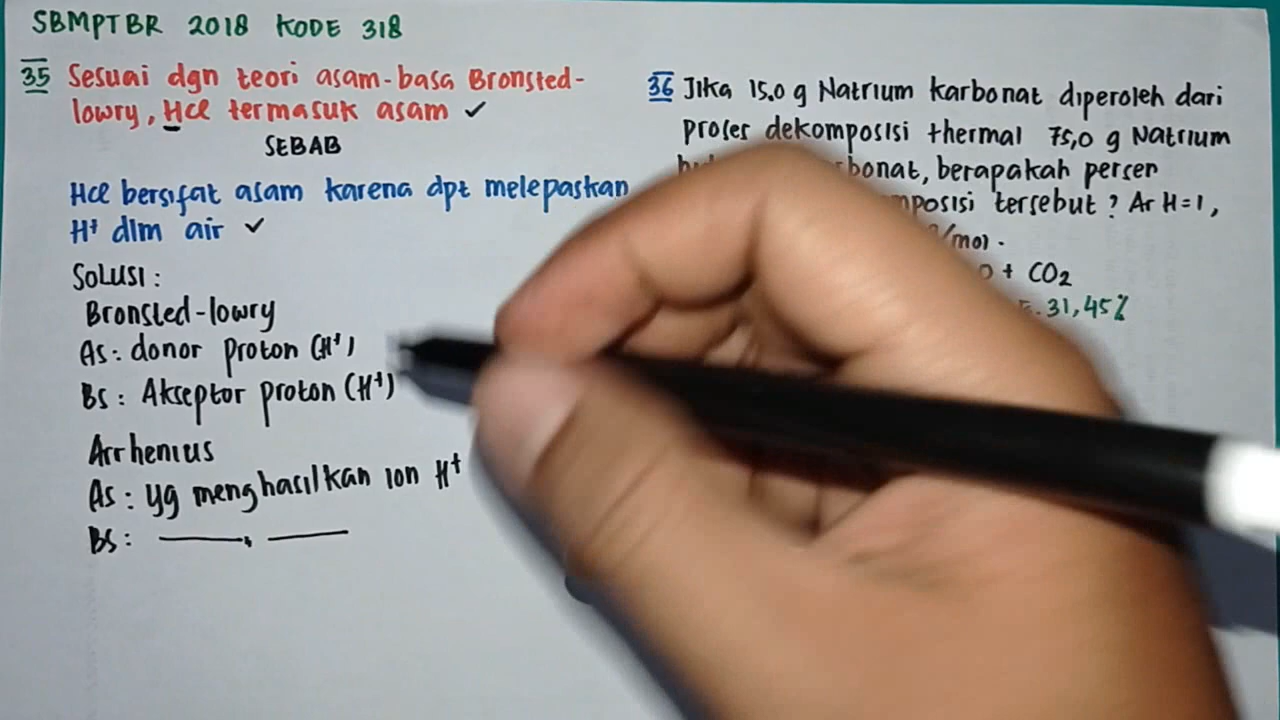 SBMPTBR 2018 KODE 318
35 Sesuai dgn teori asam-basa Bronsted-
lowry, HCl termasuk asam ✓
SEBAB
HCl bersifat asam karena dpt melepaskan
H⁺ dlm air ✓
SOLUSI :
Bronsted-lowry
As : donor proton (H⁺)
Bs : Akseptor proton (H⁺)
Arrhenius
As : yg menghasilkan ion H⁺
Bs :
36 Jika 15.0 g Natrium karbonat diperoleh dari
proses dekomposisi thermal 75,0 g Natrium
bonat, berapakah persen
mposisi tersebut ? Ar H = 1,
/mol.
+ CO₂
31,45%